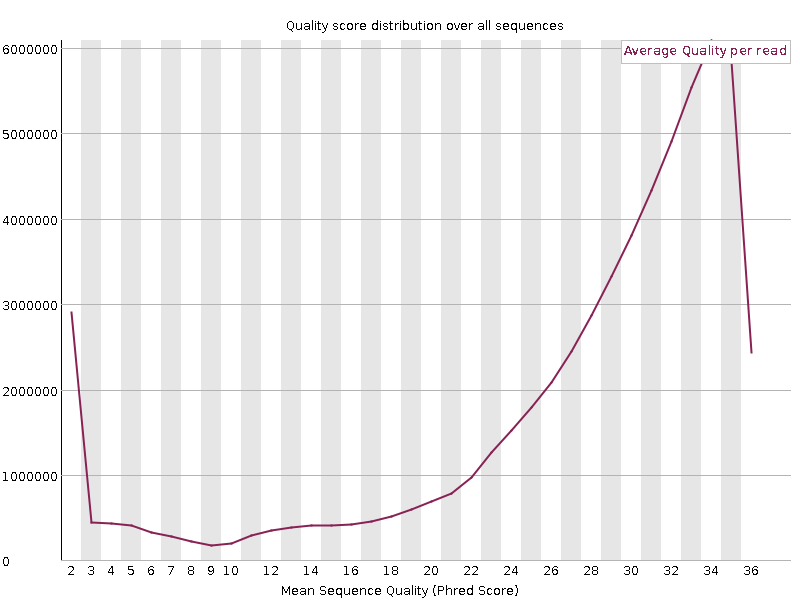 Quality score distribution over all sequences
Average Quality per read
6000000
5000000
4000000
3000000
2000000
1000000
0
2 3 4 5 6 7 8 9 10 12 14 16 18 20 22 24 26 28 30 32 34 36
Mean Sequence Quality (Phred Score)